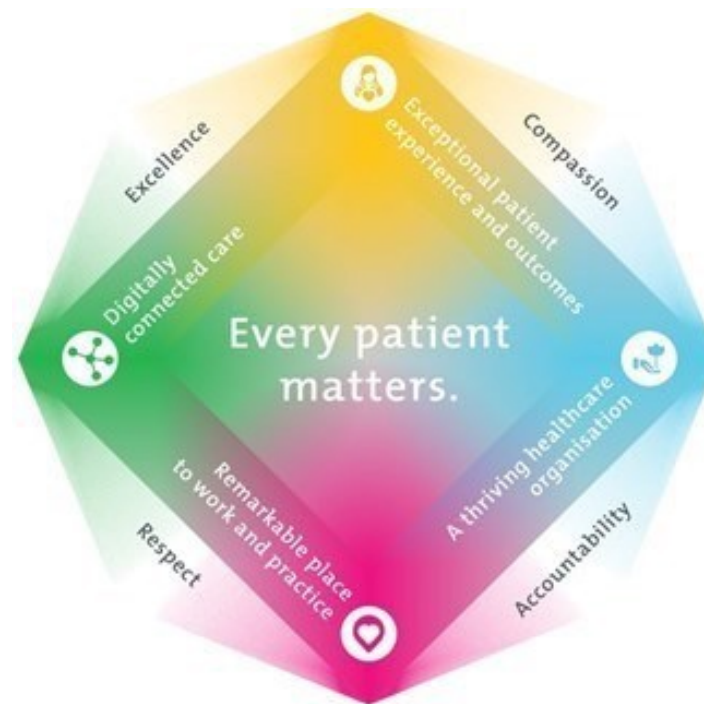 Excellence
Compassion
Exceptional patient
experience and outcomes
Digitally
connected care
Every patient
matters.
A thriving healthcare
organisation
Remarkable place
to work and practice
Respect
Accountability